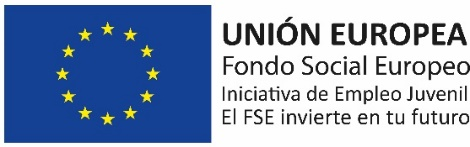 UNIÓN EUROPEA
Fondo Social Europeo
Iniciativa de Empleo Juvenil
El FSE invierte en tu futuro